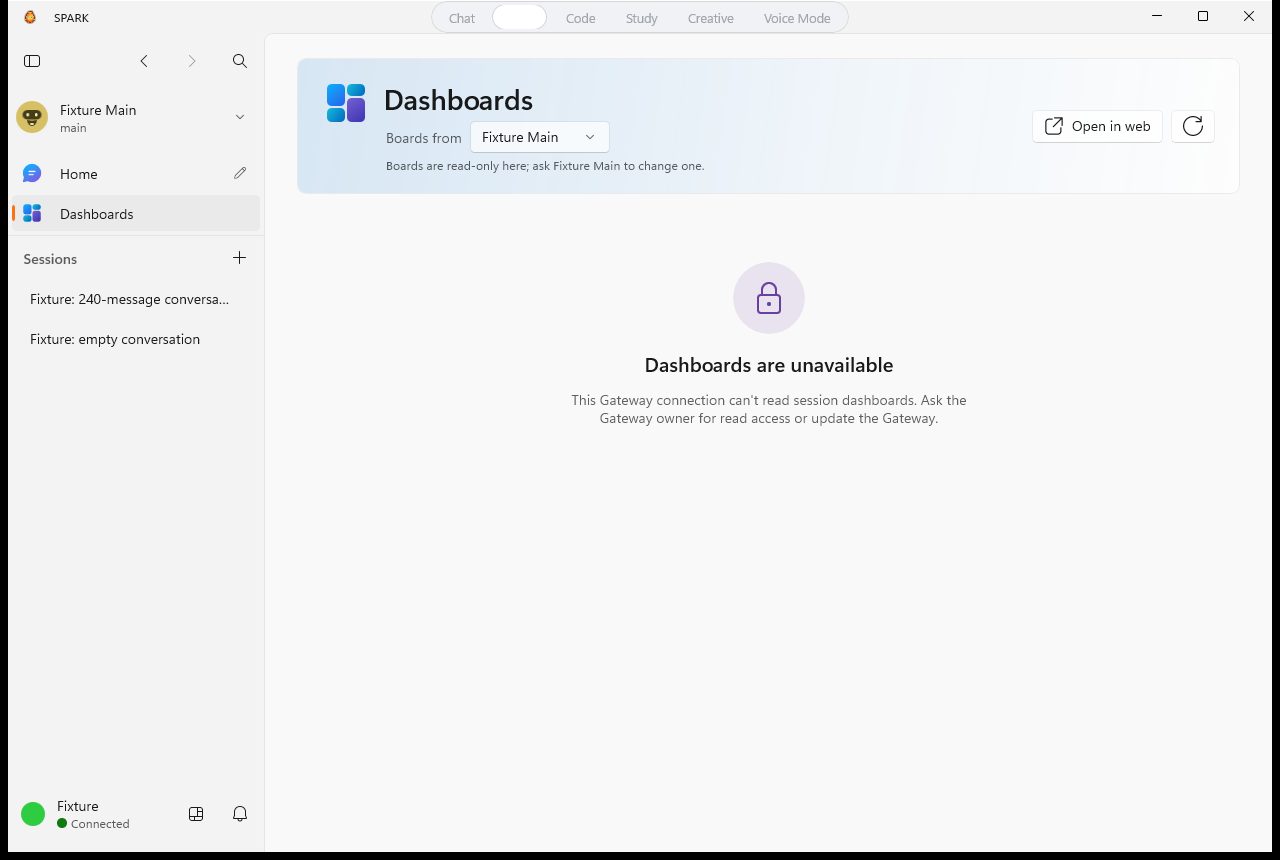 SPARK
Chat
Code
Study
Creative
Voice Mode
Fixture Main
main
Home
Dashboards
Sessions
Fixture: 240-message conversa...
Fixture: empty conversation
Fixture
Connected
Dashboards
Boards from Fixture Main
Boards are read-only here; ask Fixture Main to change one.
Open in web
Dashboards are unavailable
This Gateway connection can't read session dashboards. Ask the
Gateway owner for read access or update the Gateway.